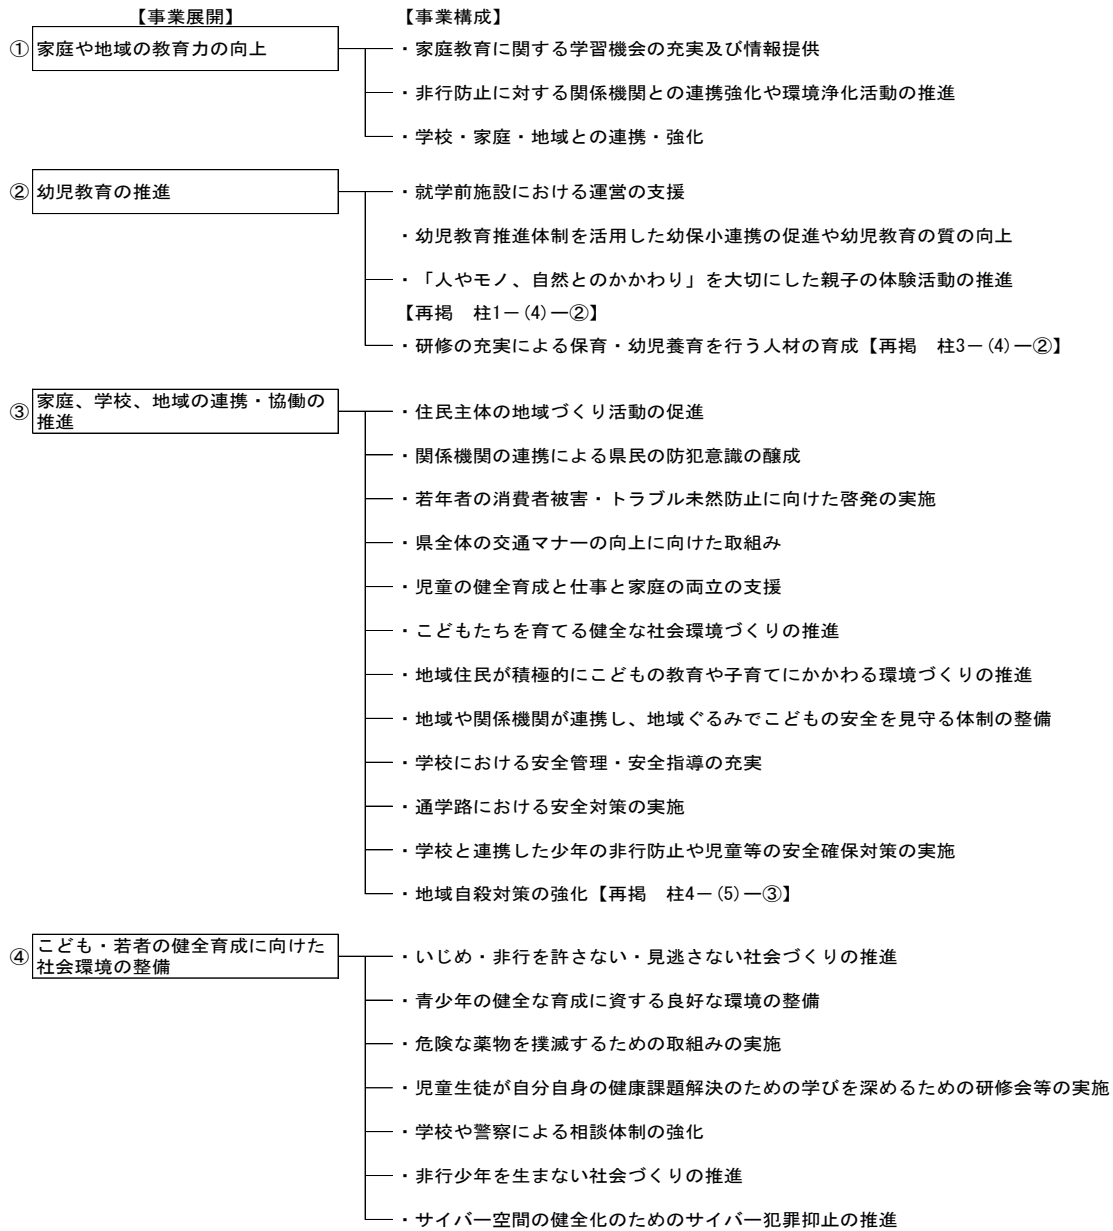 【事業展開】 【事業構成】
① 家庭や地域の教育力の向上 ・家庭教育に関する学習機会の充実及び情報提供
・非行防止に対する関係機関との連携強化や環境浄化活動の推進
・学校・家庭・地域との連携・強化
② 幼児教育の推進 ・就学前施設における運営の支援
・幼児教育推進体制を活用した幼保小連携の促進や幼児教育の質の向上
・「人やモノ、自然とのかかわり」を大切にした親子の体験活動の推進
【再掲　柱1－(4)－②】
・研修の充実による保育・幼児養育を行う人材の育成【再掲　柱3－(4)－②】
③ 家庭、学校、地域の連携・協働の
推進
・住民主体の地域づくり活動の促進
・関係機関の連携による県民の防犯意識の醸成
・若年者の消費者被害・トラブル未然防止に向けた啓発の実施
・県全体の交通マナーの向上に向けた取組み
・児童の健全育成と仕事と家庭の両立の支援
・こどもたちを育てる健全な社会環境づくりの推進
・地域住民が積極的にこどもの教育や子育てにかかわる環境づくりの推進
・地域や関係機関が連携し、地域ぐるみでこどもの安全を見守る体制の整備
・学校における安全管理・安全指導の充実
・通学路における安全対策の実施
・学校と連携した少年の非行防止や児童等の安全確保対策の実施
・地域自殺対策の強化【再掲　柱4－(5)－③】
④ こども・若者の健全育成に向けた
社会環境の整備
・いじめ・非行を許さない・見逃さない社会づくりの推進
・青少年の健全な育成に資する良好な環境の整備
・危険な薬物を撲滅するための取組みの実施
・児童生徒が自分自身の健康課題解決のための学びを深めるための研修会等の実施
・学校や警察による相談体制の強化
・非行少年を生まない社会づくりの推進
・サイバー空間の健全化のためのサイバー犯罪抑止の推進